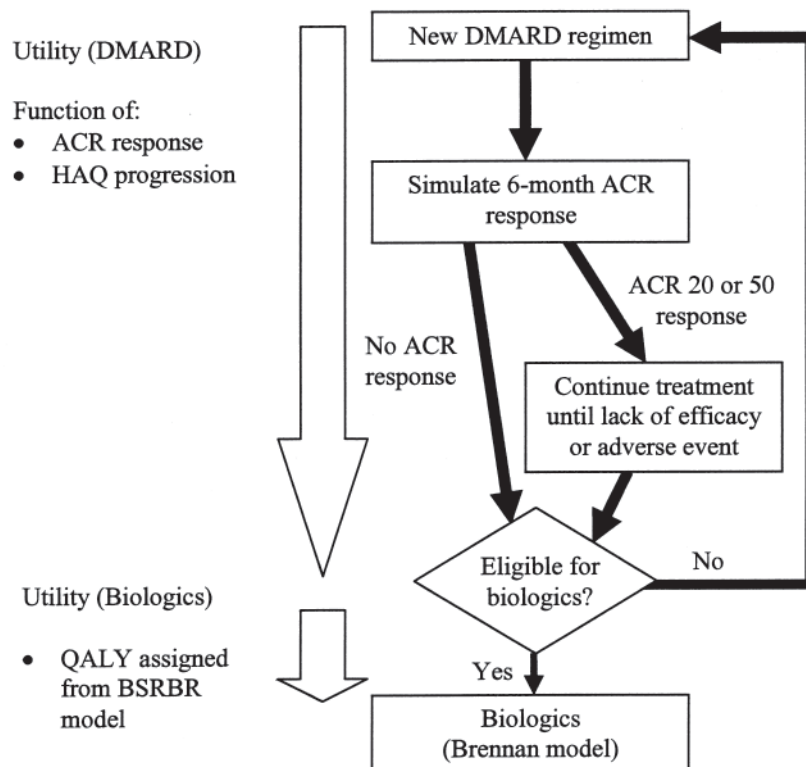 Utility (DMARD)
Function of:
• ACR response
• HAQ progression
New DMARD regimen
Simulate 6-month ACR
response
ACR 20 or 50
response
No ACR
response
Continue treatment
until lack of efficacy
or adverse event
Eligible for
biologics?
No
Yes
Utility (Biologics)
• QALY assigned
from BSRBR
model
Biologics
(Brennan model)